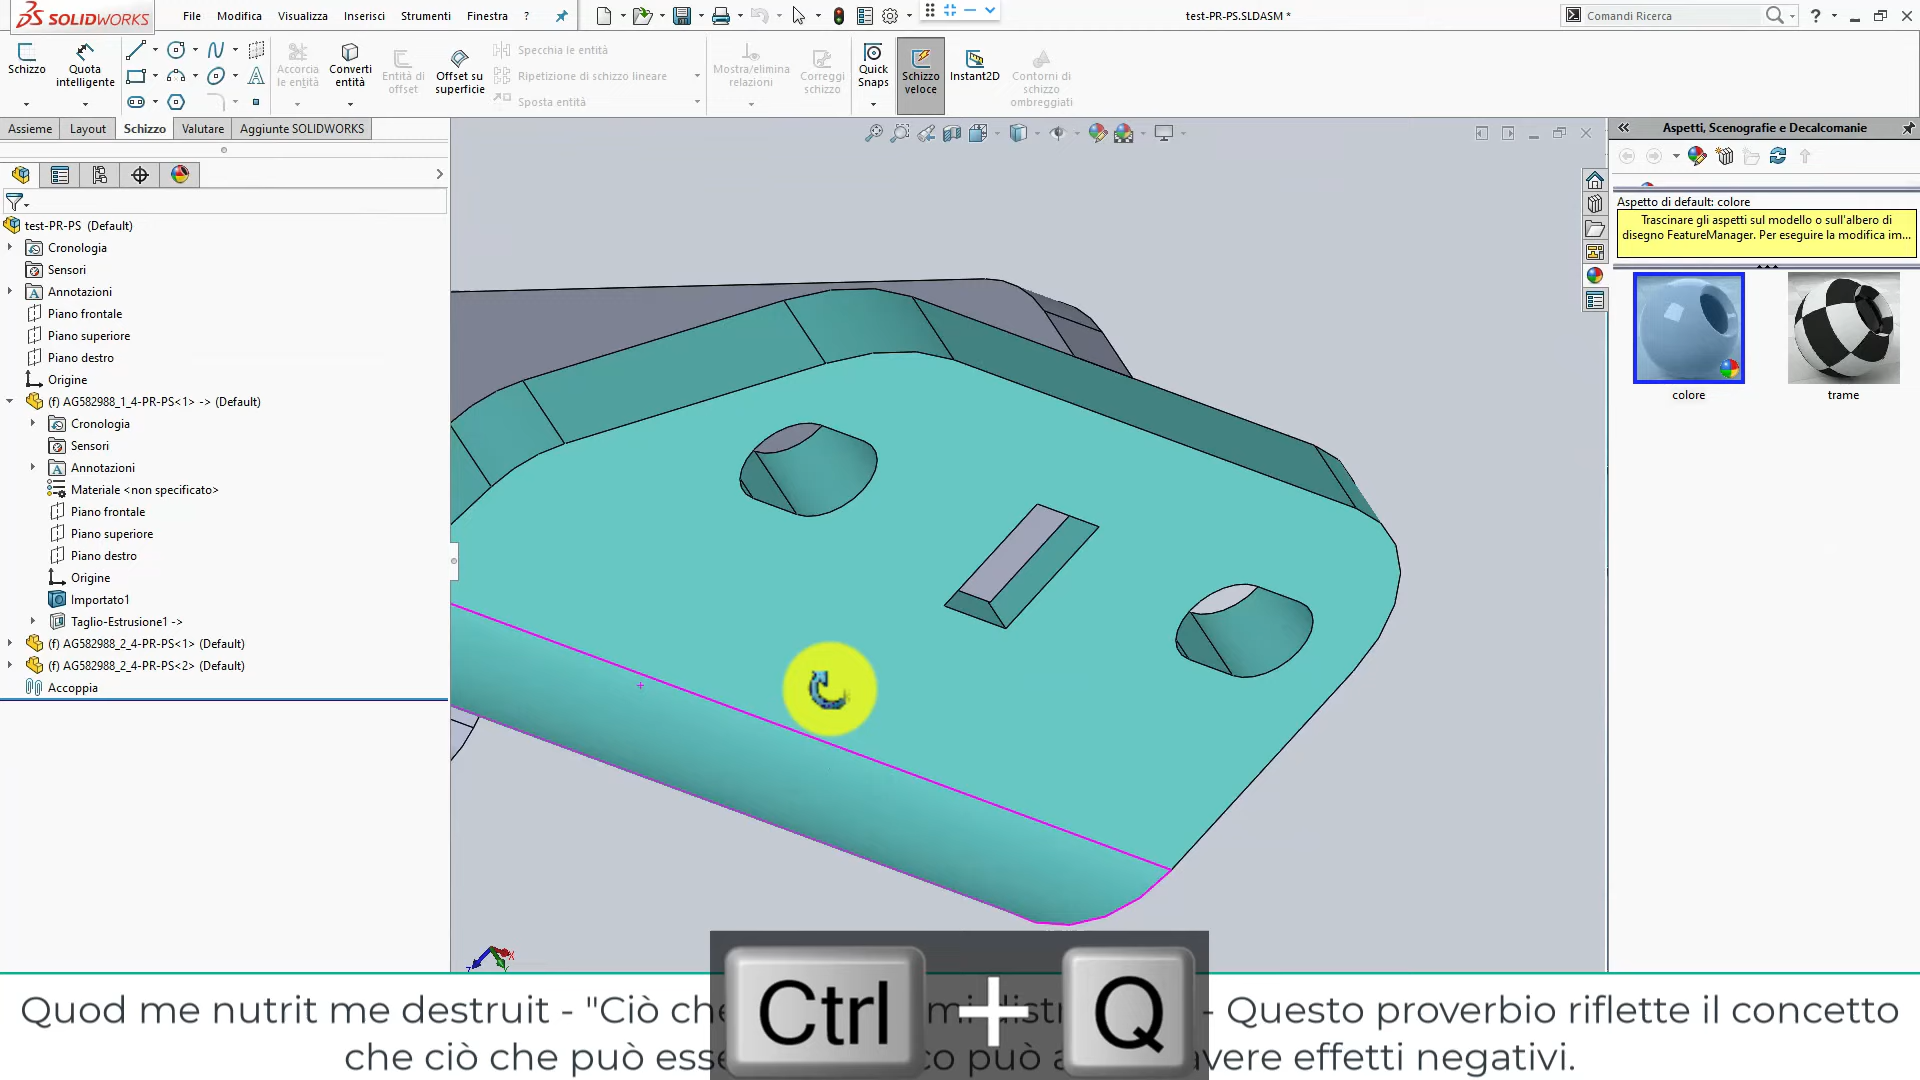 SOLIDWORKS
File
Modifica
Visualizza
Inserisci
Strumenti
Finestra
?
test-PR-PS.SLDASM *
Comandi Ricerca
?
Schizzo
Quota intelligente
Accorcia le entità
Converti entità
Entità di offset
Offset su superficie
Specchia le entità
Ripetizione di schizzo lineare
Sposta entità
Mostra/elimina relazioni
Correggi schizzo
Quick Snaps
Schizzo veloce
Instant2D
Contorni di schizzo ombreggiati
Assieme
Layout
Schizzo
Valutare
Aggiunte SOLIDWORKS
test-PR-PS (Default)
Cronologia
Sensori
Annotazioni
Piano frontale
Piano superiore
Piano destro
Origine
(f) AG582988_1_4-PR-PS<1> -> (Default)
Cronologia
Sensori
Annotazioni
Materiale <non specificato>
Piano frontale
Piano superiore
Piano destro
Origine
Importato1
Taglio-Estrusione1 ->
(f) AG582988_2_4-PR-PS<1> (Default)
(f) AG582988_2_4-PR-PS<2> (Default)
Accoppia
Aspetti, Scenografie e Decalcomanie
Aspetto di default: colore
Trascinare gli aspetti sul modello o sull'albero di
disegno FeatureManager. Per eseguire la modifica im...
colore
trame
Ctrl + Q
Quod me nutrit me destruit - "Ciò che - Questo proverbio riflette il concetto
che ciò che può avere effetti negativi.